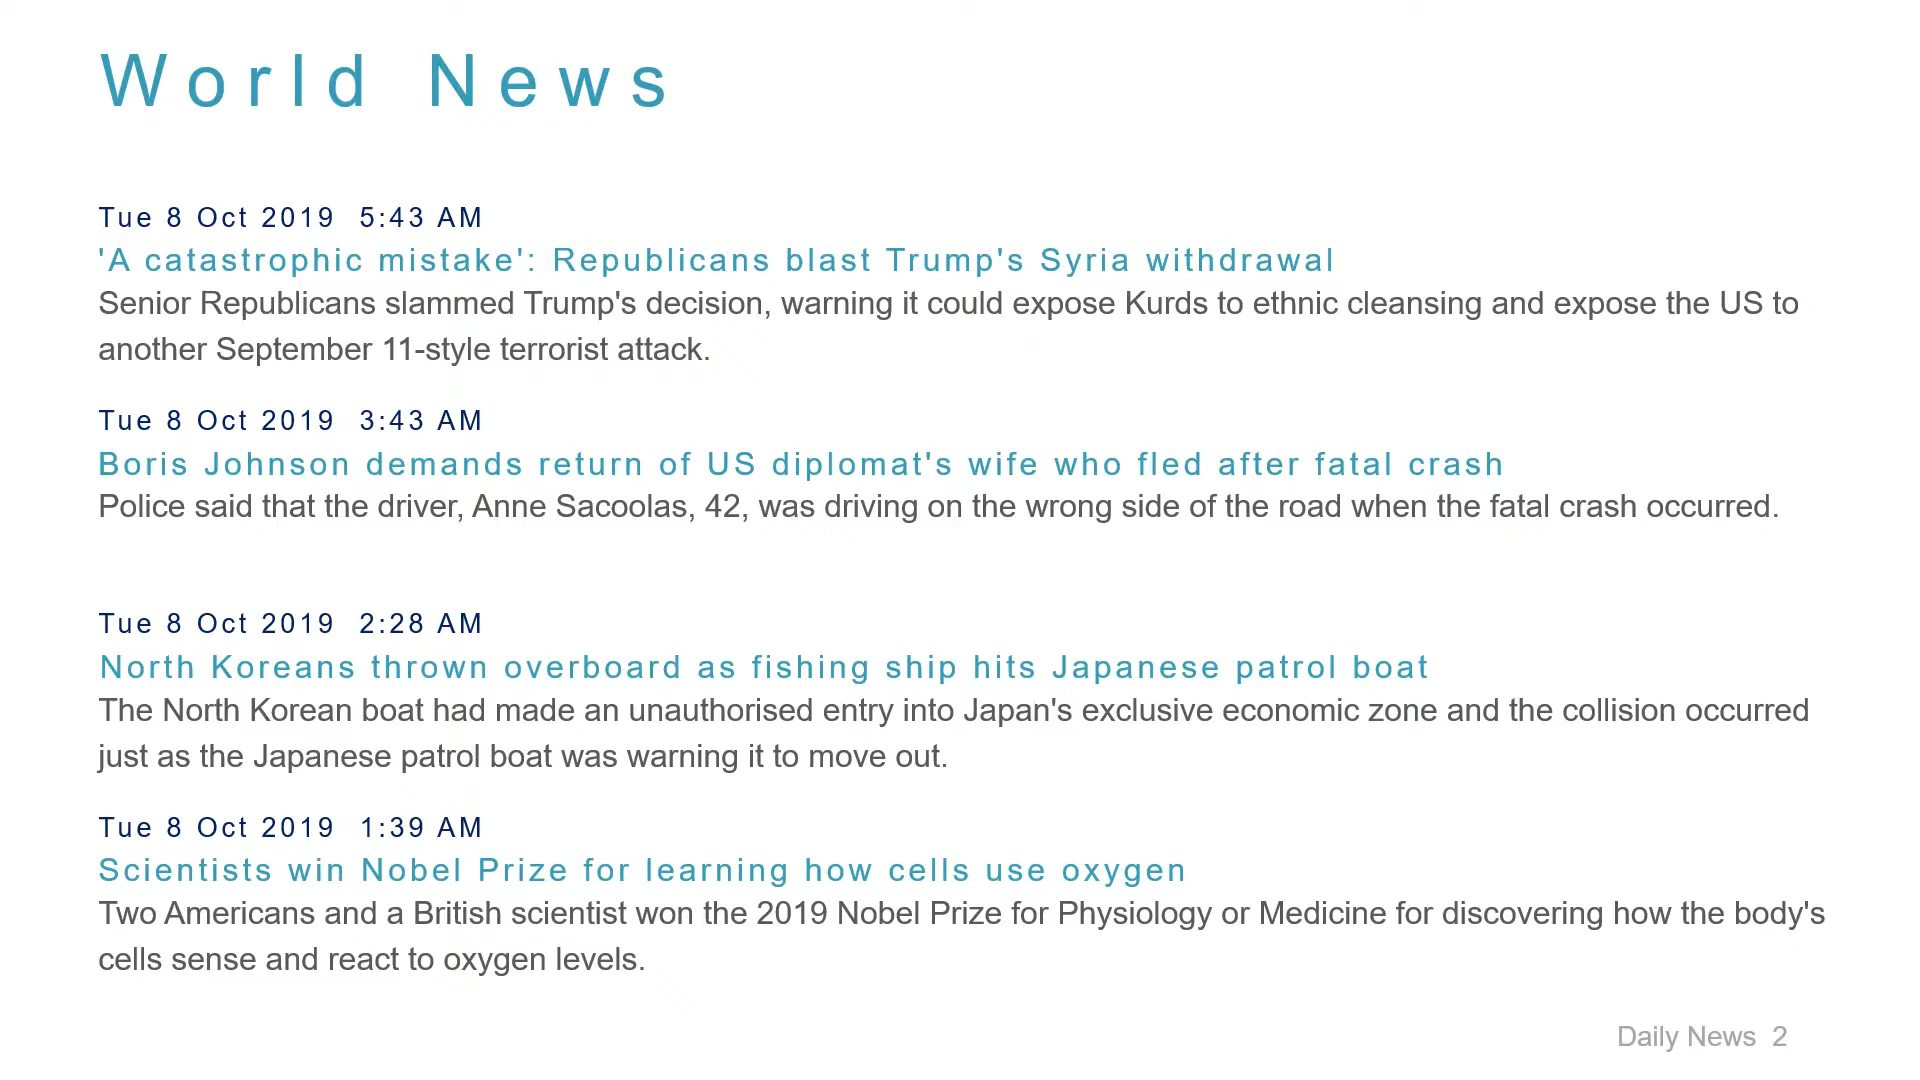 World News
Tue 8 Oct 2019  5:43 AM
'A catastrophic mistake': Republicans blast Trump's Syria withdrawal
Senior Republicans slammed Trump's decision, warning it could expose Kurds to ethnic cleansing and expose the US to
another September 11-style terrorist attack.
Tue 8 Oct 2019  3:43 AM
Boris Johnson demands return of US diplomat's wife who fled after fatal crash
Police said that the driver, Anne Sacoolas, 42, was driving on the wrong side of the road when the fatal crash occurred.
Tue 8 Oct 2019  2:28 AM
North Koreans thrown overboard as fishing ship hits Japanese patrol boat
The North Korean boat had made an unauthorised entry into Japan's exclusive economic zone and the collision occurred
just as the Japanese patrol boat was warning it to move out.
Tue 8 Oct 2019  1:39 AM
Scientists win Nobel Prize for learning how cells use oxygen
Two Americans and a British scientist won the 2019 Nobel Prize for Physiology or Medicine for discovering how the body's
cells sense and react to oxygen levels.
Daily News  2